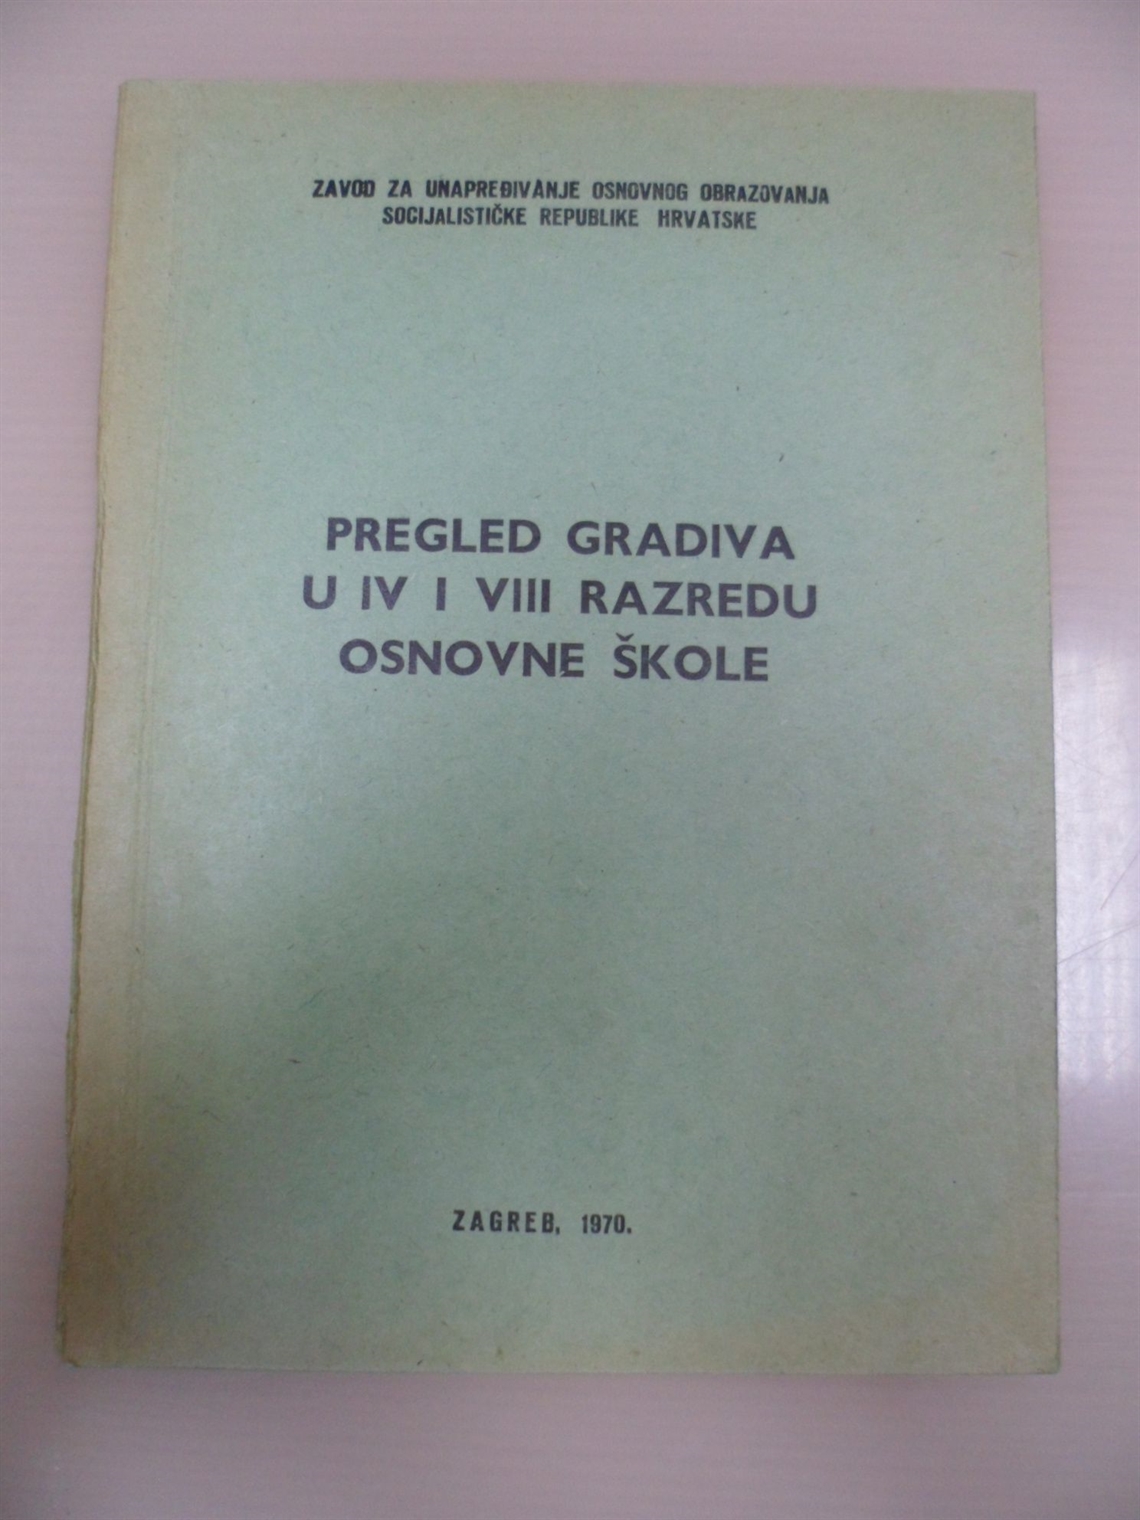 ZAVOD ZA UNAPREĐIVANJE OSNOVNOG OBRAZOVANJA
SOCIJALISTIČKE REPUBLIKE HRVATSKE
PREGLED GRADIVA
U IV I VIII RAZREDU
OSNOVNE ŠKOLE
ZAGREB, 1970.